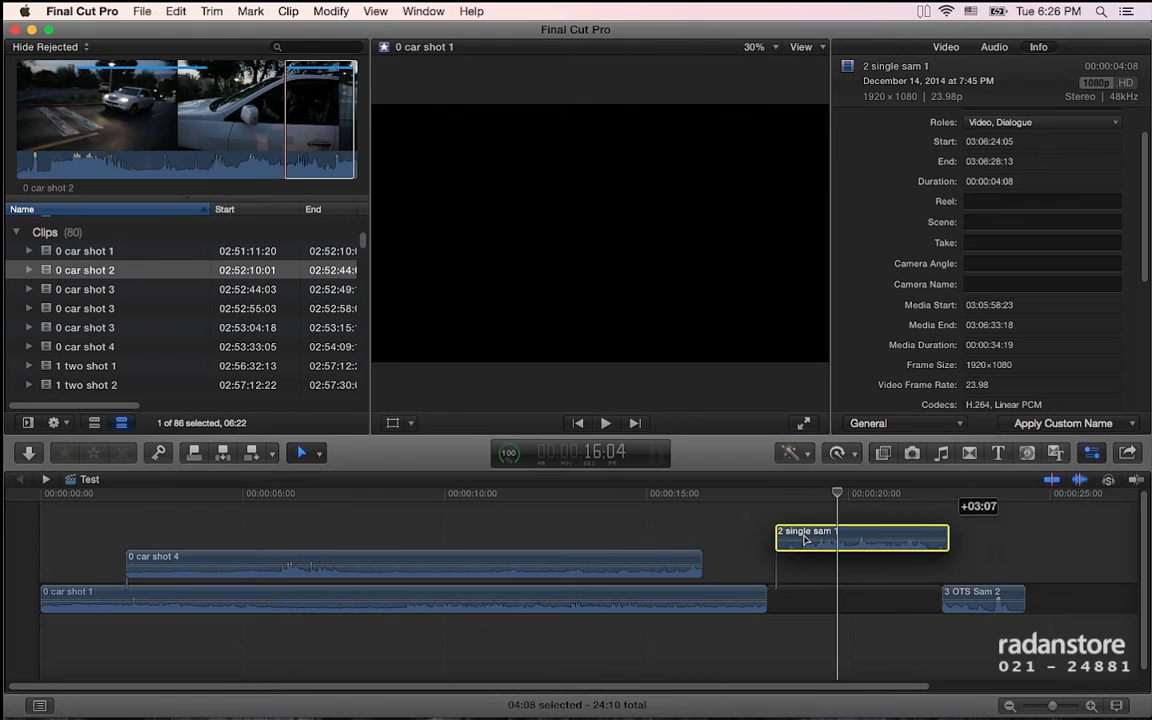 Final Cut Pro File Edit Trim Mark Clip Modify View Window Help Tue 6:26 PM
Final Cut Pro
Hide Rejected
0 car shot 1 30% View
Video Audio Info
2 single sam 1 00:00:04:08
December 14, 2014 at 7:45 PM 1080p HD
1920 × 1080 | 23.98p Stereo | 48kHz
Roles: Video, Dialogue
Start: 03:06:24:05
End: 03:06:28:13
Duration: 00:00:04:08
Reel:
Scene:
Take:
Camera Angle:
Camera Name:
Media Start: 03:05:58:23
Media End: 03:06:33:18
Media Duration: 00:00:34:19
Frame Size: 1920×1080
Video Frame Rate: 23.98
Codecs: H.264, Linear PCM
General Apply Custom Name
0 car shot 2
Name Start End
Clips (80)
0 car shot 1 02:51:11:20 02:52:10:
0 car shot 2 02:52:10:01 02:52:44:
0 car shot 3 02:52:44:03 02:52:49:
0 car shot 3 02:52:55:03 02:52:58:
0 car shot 3 02:53:04:18 02:53:15:
0 car shot 4 02:53:33:05 02:54:09:
1 two shot 1 02:56:32:13 02:57:12:
1 two shot 2 02:57:12:22 02:57:30:
1 of 86 selected, 06:22
100 00:00:16:04
HR MIN SEC FR
Test
00:00:00:00 00:00:05:00 00:00:10:00 00:00:15:00 00:00:20:00 00:00:25:00
+03:07
2 single sam 1
0 car shot 4
0 car shot 1 3 OTS Sam 2
radanstore
021 – 24881
04:08 selected - 24:10 total